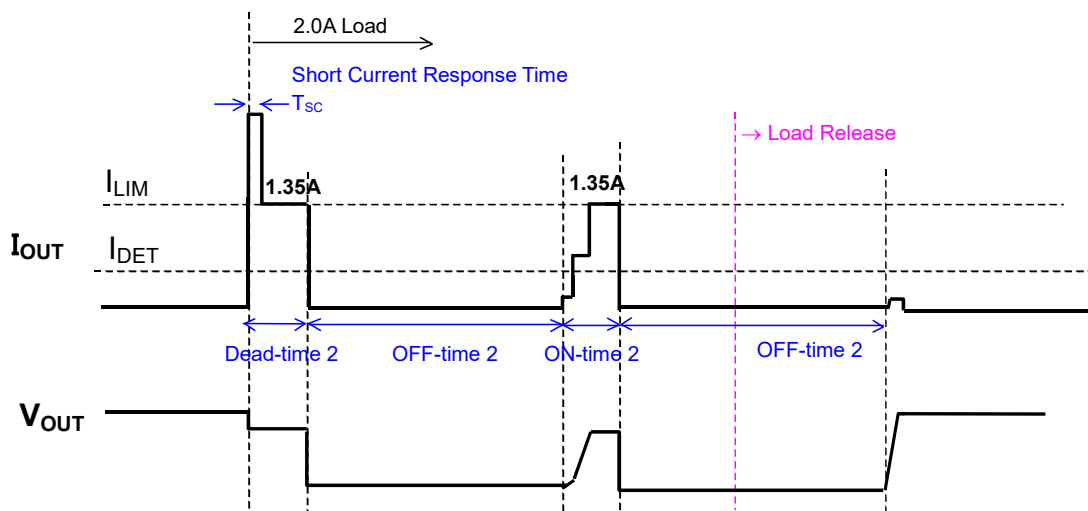 2.0A Load
Short Current Response Time
TSC
→ Load Release
ILIM
1.35A
1.35A
IOUT
IDET
Dead-time 2
OFF-time 2
ON-time 2
OFF-time 2
VOUT